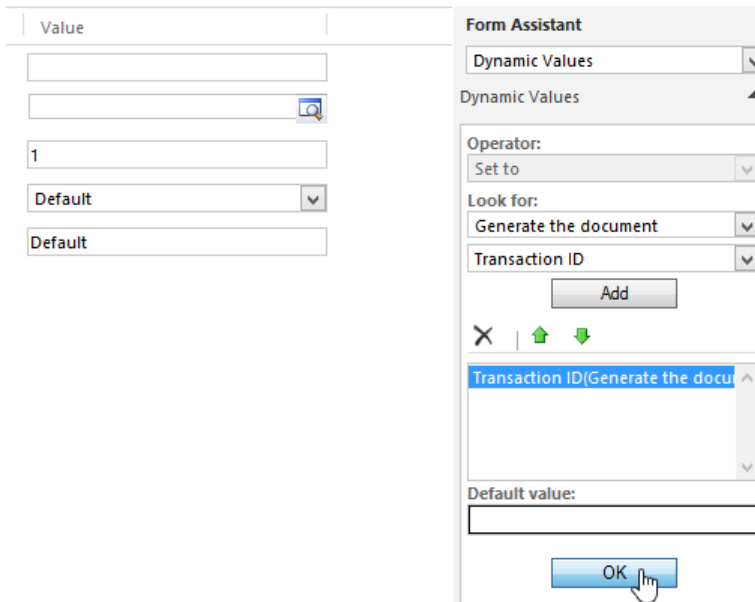 Value
1
Default
Default
Form Assistant
Dynamic Values
Dynamic Values
Operator:
Set to
Look for:
Generate the document
Transaction ID
Add
Transaction ID(Generate the docu
Default value:
OK